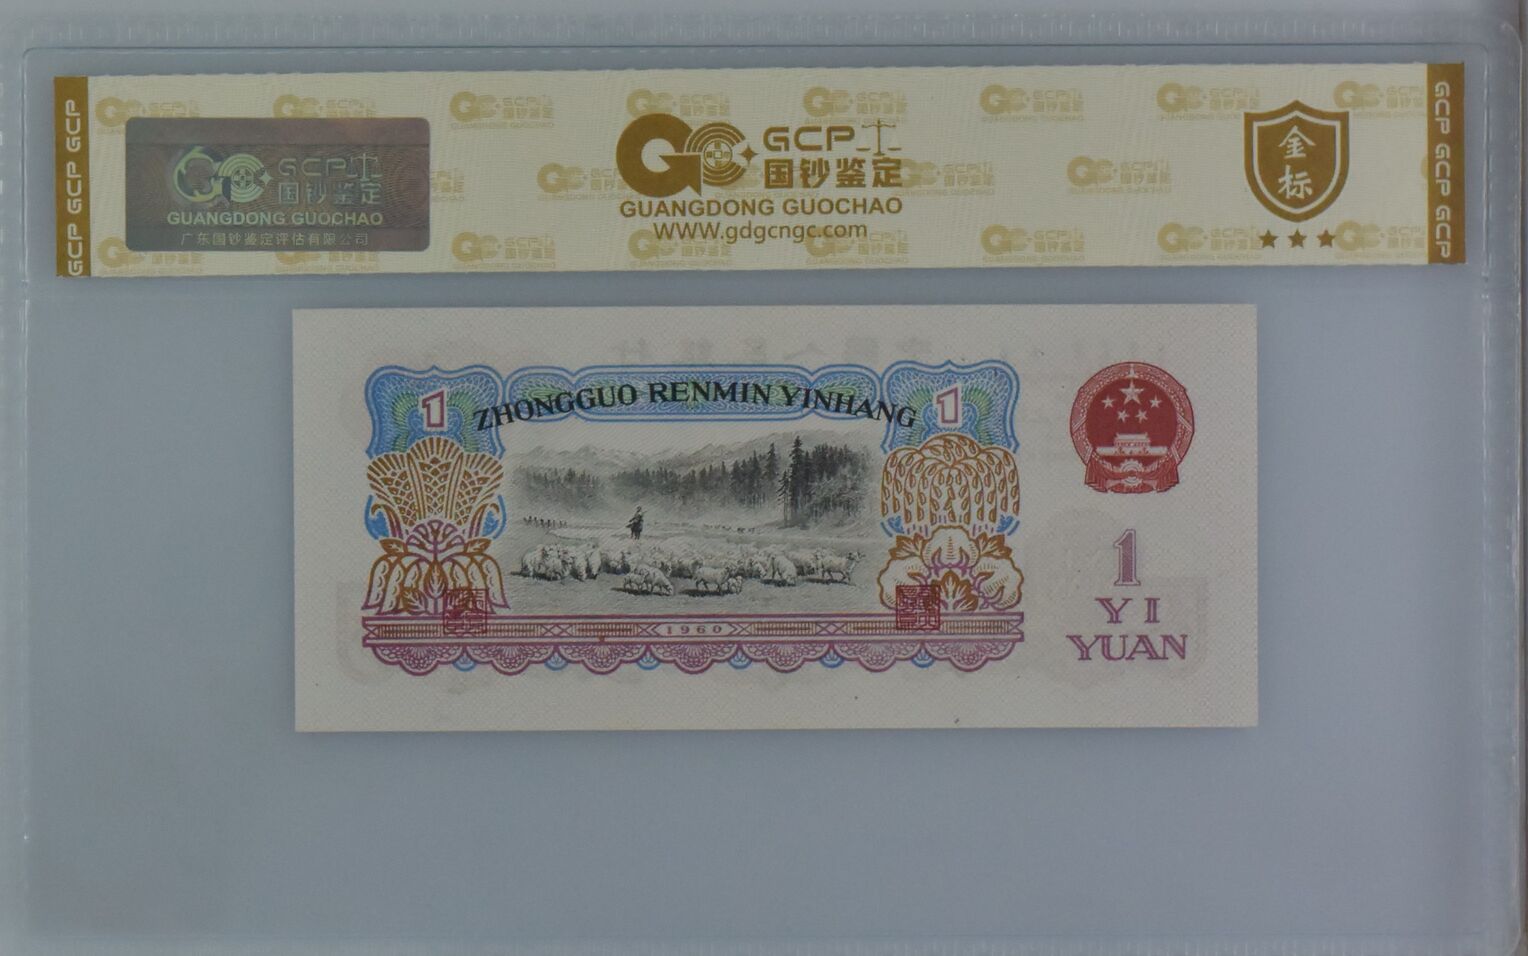 GCP GCP GCP
GCP
国钞鉴定
GUANGDONG GUOCHAO
广东国钞鉴定评估有限公司
GCP
国钞鉴定
GUANGDONG GUOCHAO
WWW.gdgcngc.com
金标
GCP GCP GCP
1
ZHONGGUO RENMIN YINHANG
1
1960
1
YI
YUAN